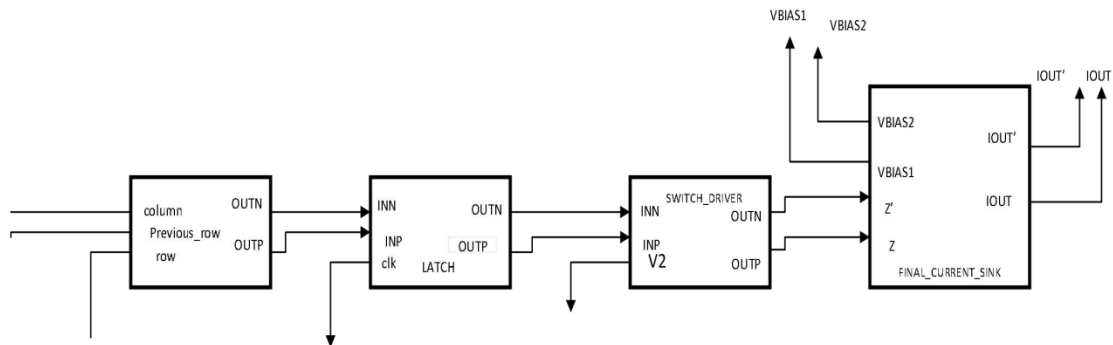 VBIAS1
VBIAS2
IOUT' IOUT
column
Previous_row
row
OUTN
OUTP
INN
INP
clk
OUTN
OUTP
LATCH
SWITCH_DRIVER
INN
INP
V2
OUTN
OUTP
VBIAS2
VBIAS1
Z'
Z
IOUT'
IOUT
FINAL_CURRENT_SINK